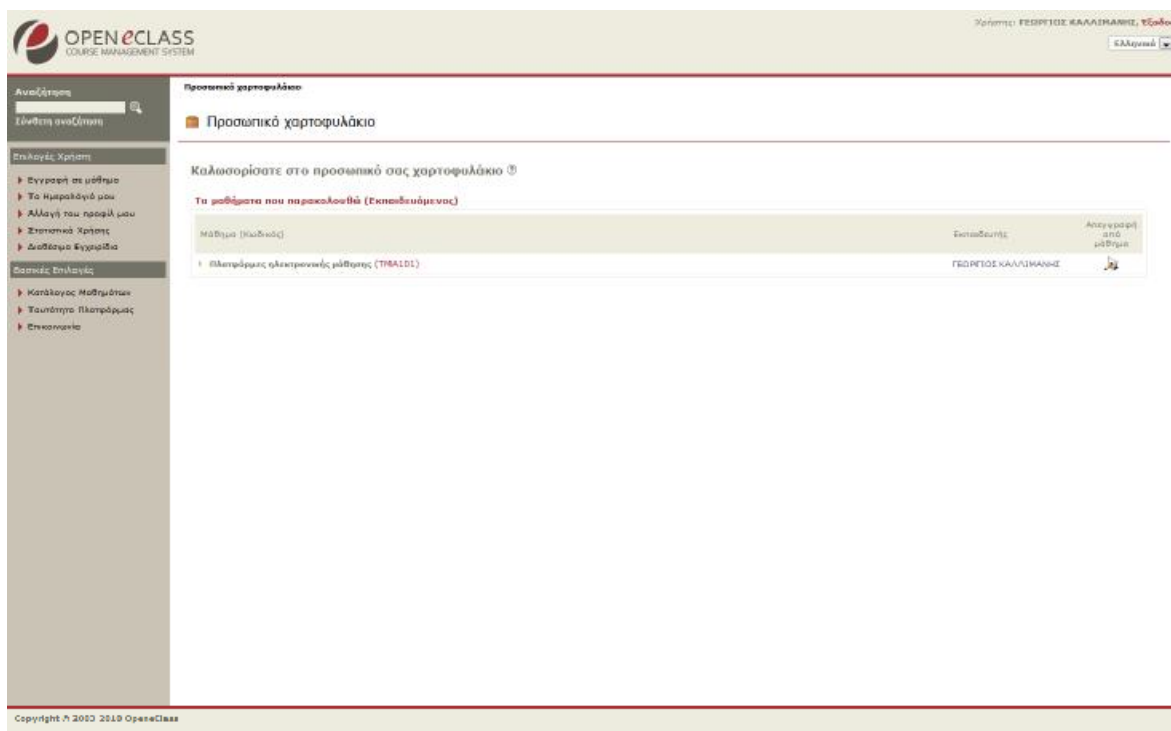 OPEN eCLASS
COURSE MANAGEMENT SYSTEM
Χρήστης: ΓΕΩΡΓΙΟΣ ΚΑΛΛΙΜΑΝΗΣ, Έξοδο
Ελληνικά
Αναζήτηση
Σύνθετη αναζήτηση
Επιλογές Χρήστη
Εγγραφή σε μάθημα
Το Ημερολόγιό μου
Αλλαγή του προφίλ μου
Στατιστικά Χρήσης
Διαθέσιμα Εγχειρίδια
Βασικές Επιλογές
Κατάλογος Μαθημάτων
Ταυτότητα Πλατφόρμας
Επικοινωνία
Προσωπικό χαρτοφυλάκιο
Προσωπικό χαρτοφυλάκιο
Καλωσορίσατε στο προσωπικό σας χαρτοφυλάκιο
Τα μαθήματα που παρακολουθώ (Εκπαιδευόμενος)
Μάθημα (Κωδικός) Εκπαιδευτής Απεγγραφή από μάθημα
Πλατφόρμες ηλεκτρονικής μάθησης (TMA101) ΓΕΩΡΓΙΟΣ ΚΑΛΛΙΜΑΝΗΣ
Copyright © 2003 2010 OpeneClass